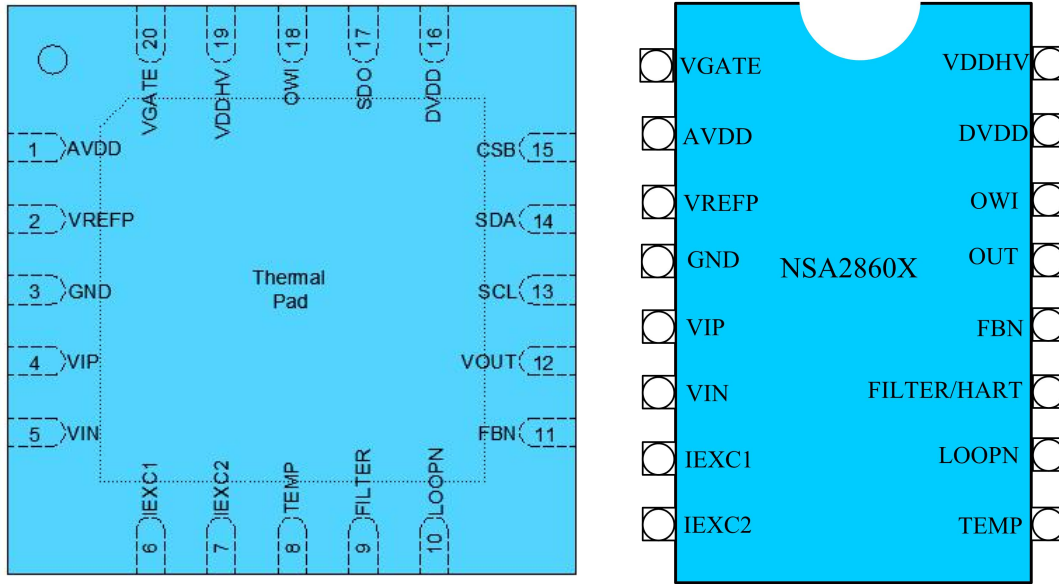 20 19 18 17 16
VGATE VDDHV OWI SDO DVDD
1 AVDD
2 VREFP
3 GND
4 VIP
5 VIN
Thermal
Pad
CSB 15
SDA 14
SCL 13
VOUT 12
FBN 11
IEXC1 IEXC2 TEMP FILTER LOOPN
6 7 8 9 10
VGATE
AVDD
VREFP
GND
VIP
VIN
IEXC1
IEXC2
NSA2860X
VDDHV
DVDD
OWI
OUT
FBN
FILTER/HART
LOOPN
TEMP